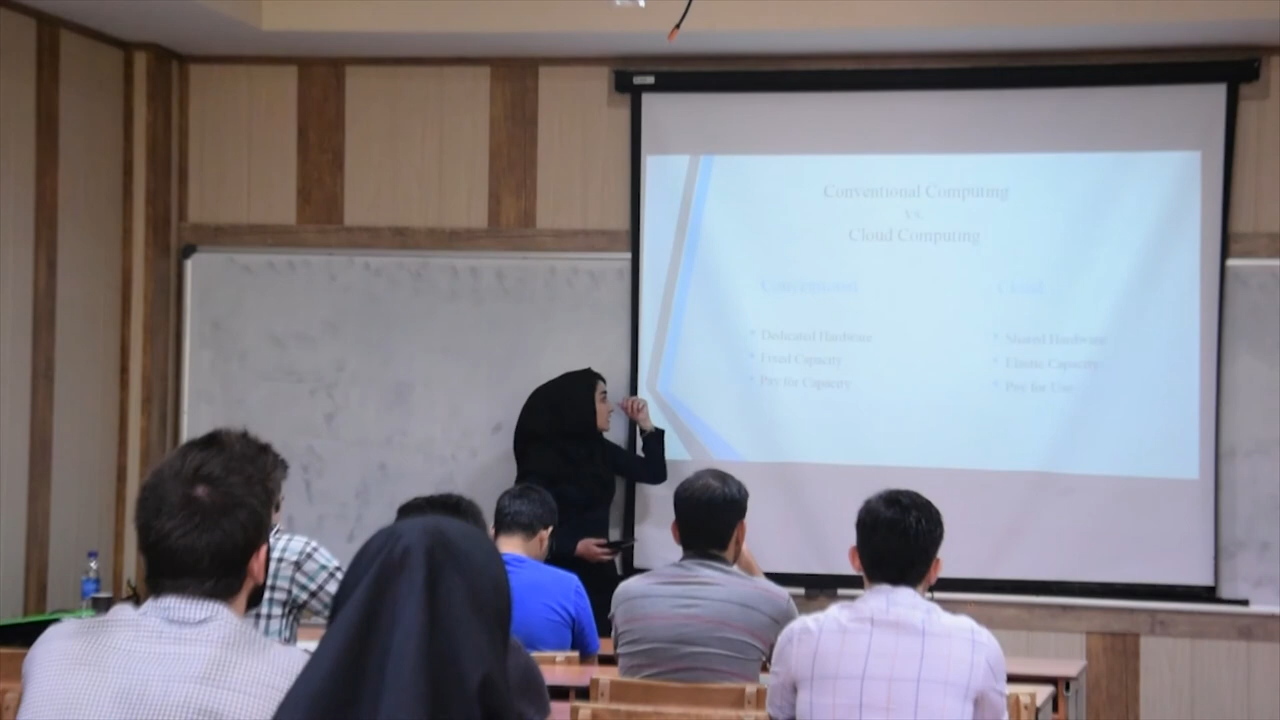 Conventional Computing
vs.
Cloud Computing
Conventional
Cloud
* Dedicated Hardware
* Fixed Capacity
* Pay for Capacity
* Shared Hardware
* Elastic Capacity
* Pay for Use